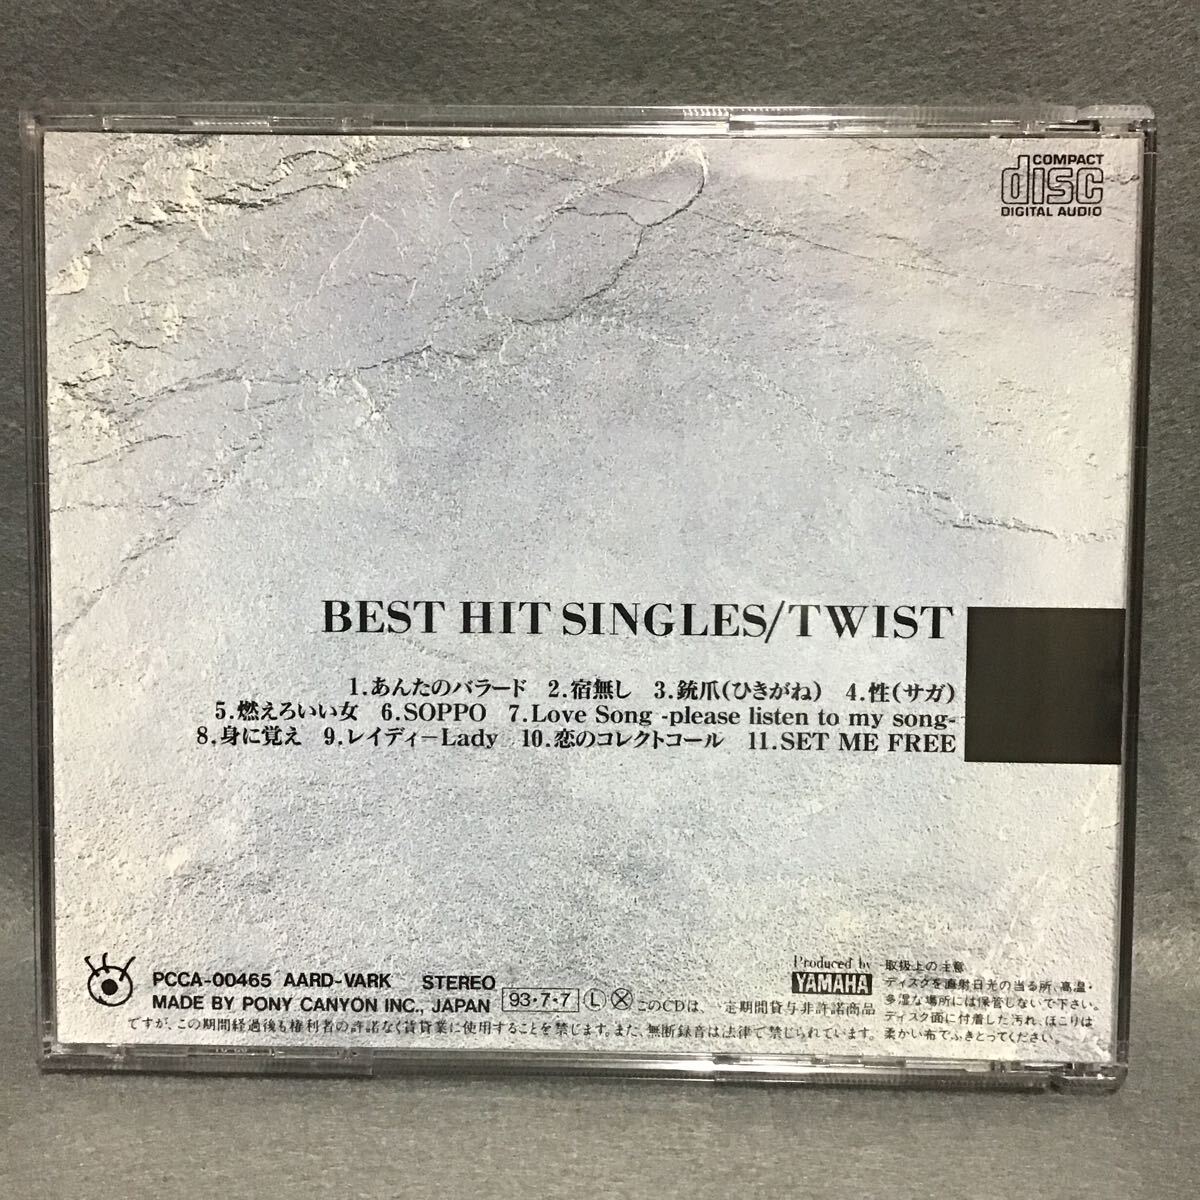 COMPACT
disc
DIGITAL AUDIO
BEST HIT SINGLES/TWIST
1.あんたのバラード 2.宿無し 3.銃爪(ひきがね) 4.性(サガ)
5.燃えろいい女 6.SOPPO 7.Love Song -please listen to my song-
8.身に覚え 9.レイディーLady 10.恋のコレクトコール 11.SET ME FREE
PCCA-00465 AARD-VARK STEREO
MADE BY PONY CANYON INC., JAPAN 93・7・7 L X このCDは、一定期間貸与非許諾商品
ですが、この期間経過後も権利者の許諾なく賃貸業に使用することを禁じます。また、無断録音は法律で禁じられています。
Produced by
YAMAHA
取扱上の注意
ディスクを直射日光の当る所、高温・
多湿な場所には保管しないで下さい。
ディスク面に付着した汚れ、ほこりは
柔かい布でふきとってください。